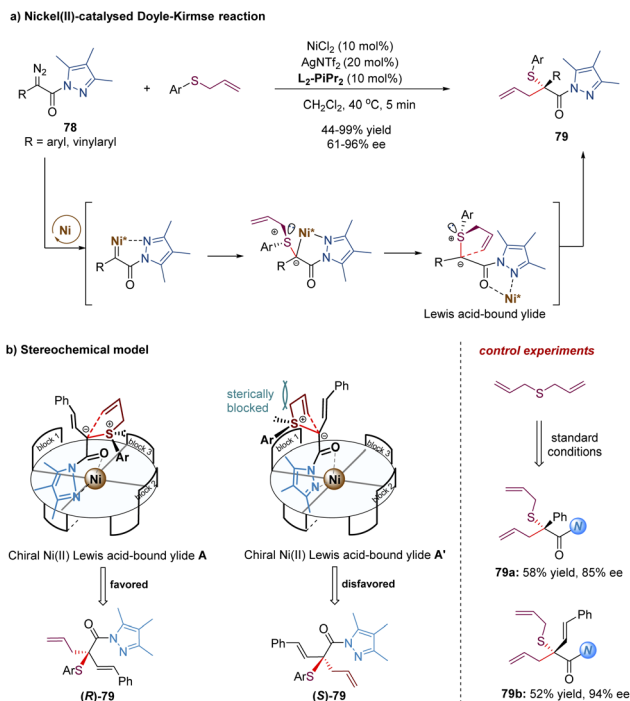 a) Nickel(II)-catalysed Doyle-Kirmse reaction
N2
R
O
N
N
78
R = aryl, vinylaryl
+
Ar
S
NiCl2 (10 mol%)
AgNTf2 (20 mol%)
L2-PiPr2 (10 mol%)
CH2Cl2, 40 °C, 5 min
44-99% yield
61-96% ee
Ar
S
R
O
N
N
79
Ni
Ni*
N
N
R
O
Ar
S
⊕
Ni*
N
N
R
⊖
O
Ar
S
⊕
R
⊖
O
N
N
Ni*
Lewis acid-bound ylide
b) Stereochemical model
Ph
⊖
S
⊕
Ar
O
N
N
Ni
block 1
block 3
block 2
Chiral Ni(II) Lewis acid-bound ylide A
favored
O
N
N
ArS
Ph
(R)-79
sterically
blocked
Ph
S
⊕
Ar
⊖
O
N
N
Ni
block 1
block 3
block 2
Chiral Ni(II) Lewis acid-bound ylide A'
disfavored
Ph
O
N
N
ArS
(S)-79
control experiments
S
standard
conditions
S
Ph
N
O
79a: 58% yield, 85% ee
S
Ph
N
O
79b: 52% yield, 94% ee